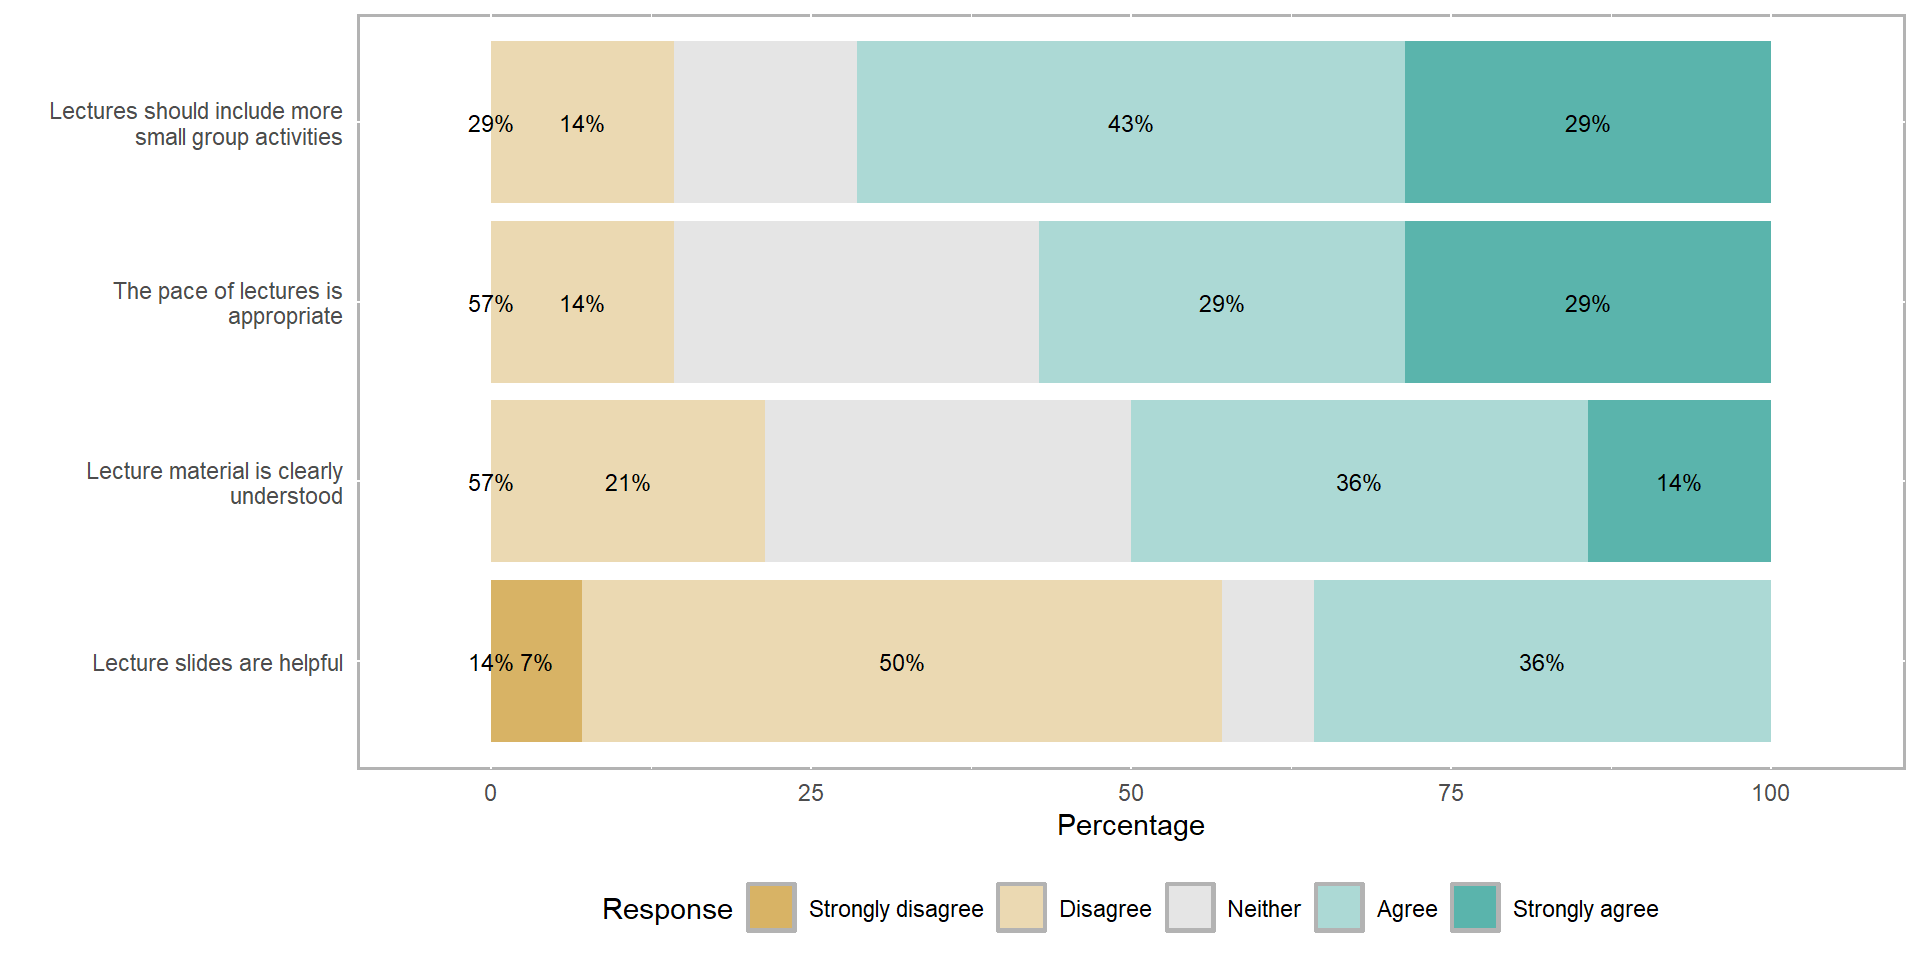 Lectures should include more
small group activities
29% 14% 43% 29%
The pace of lectures is
appropriate
57% 14% 29% 29%
Lecture material is clearly
understood
57% 21% 36% 14%
Lecture slides are helpful
14% 7% 50% 36%
0 25 50 75 100
Percentage
Response Strongly disagree Disagree Neither Agree Strongly agree